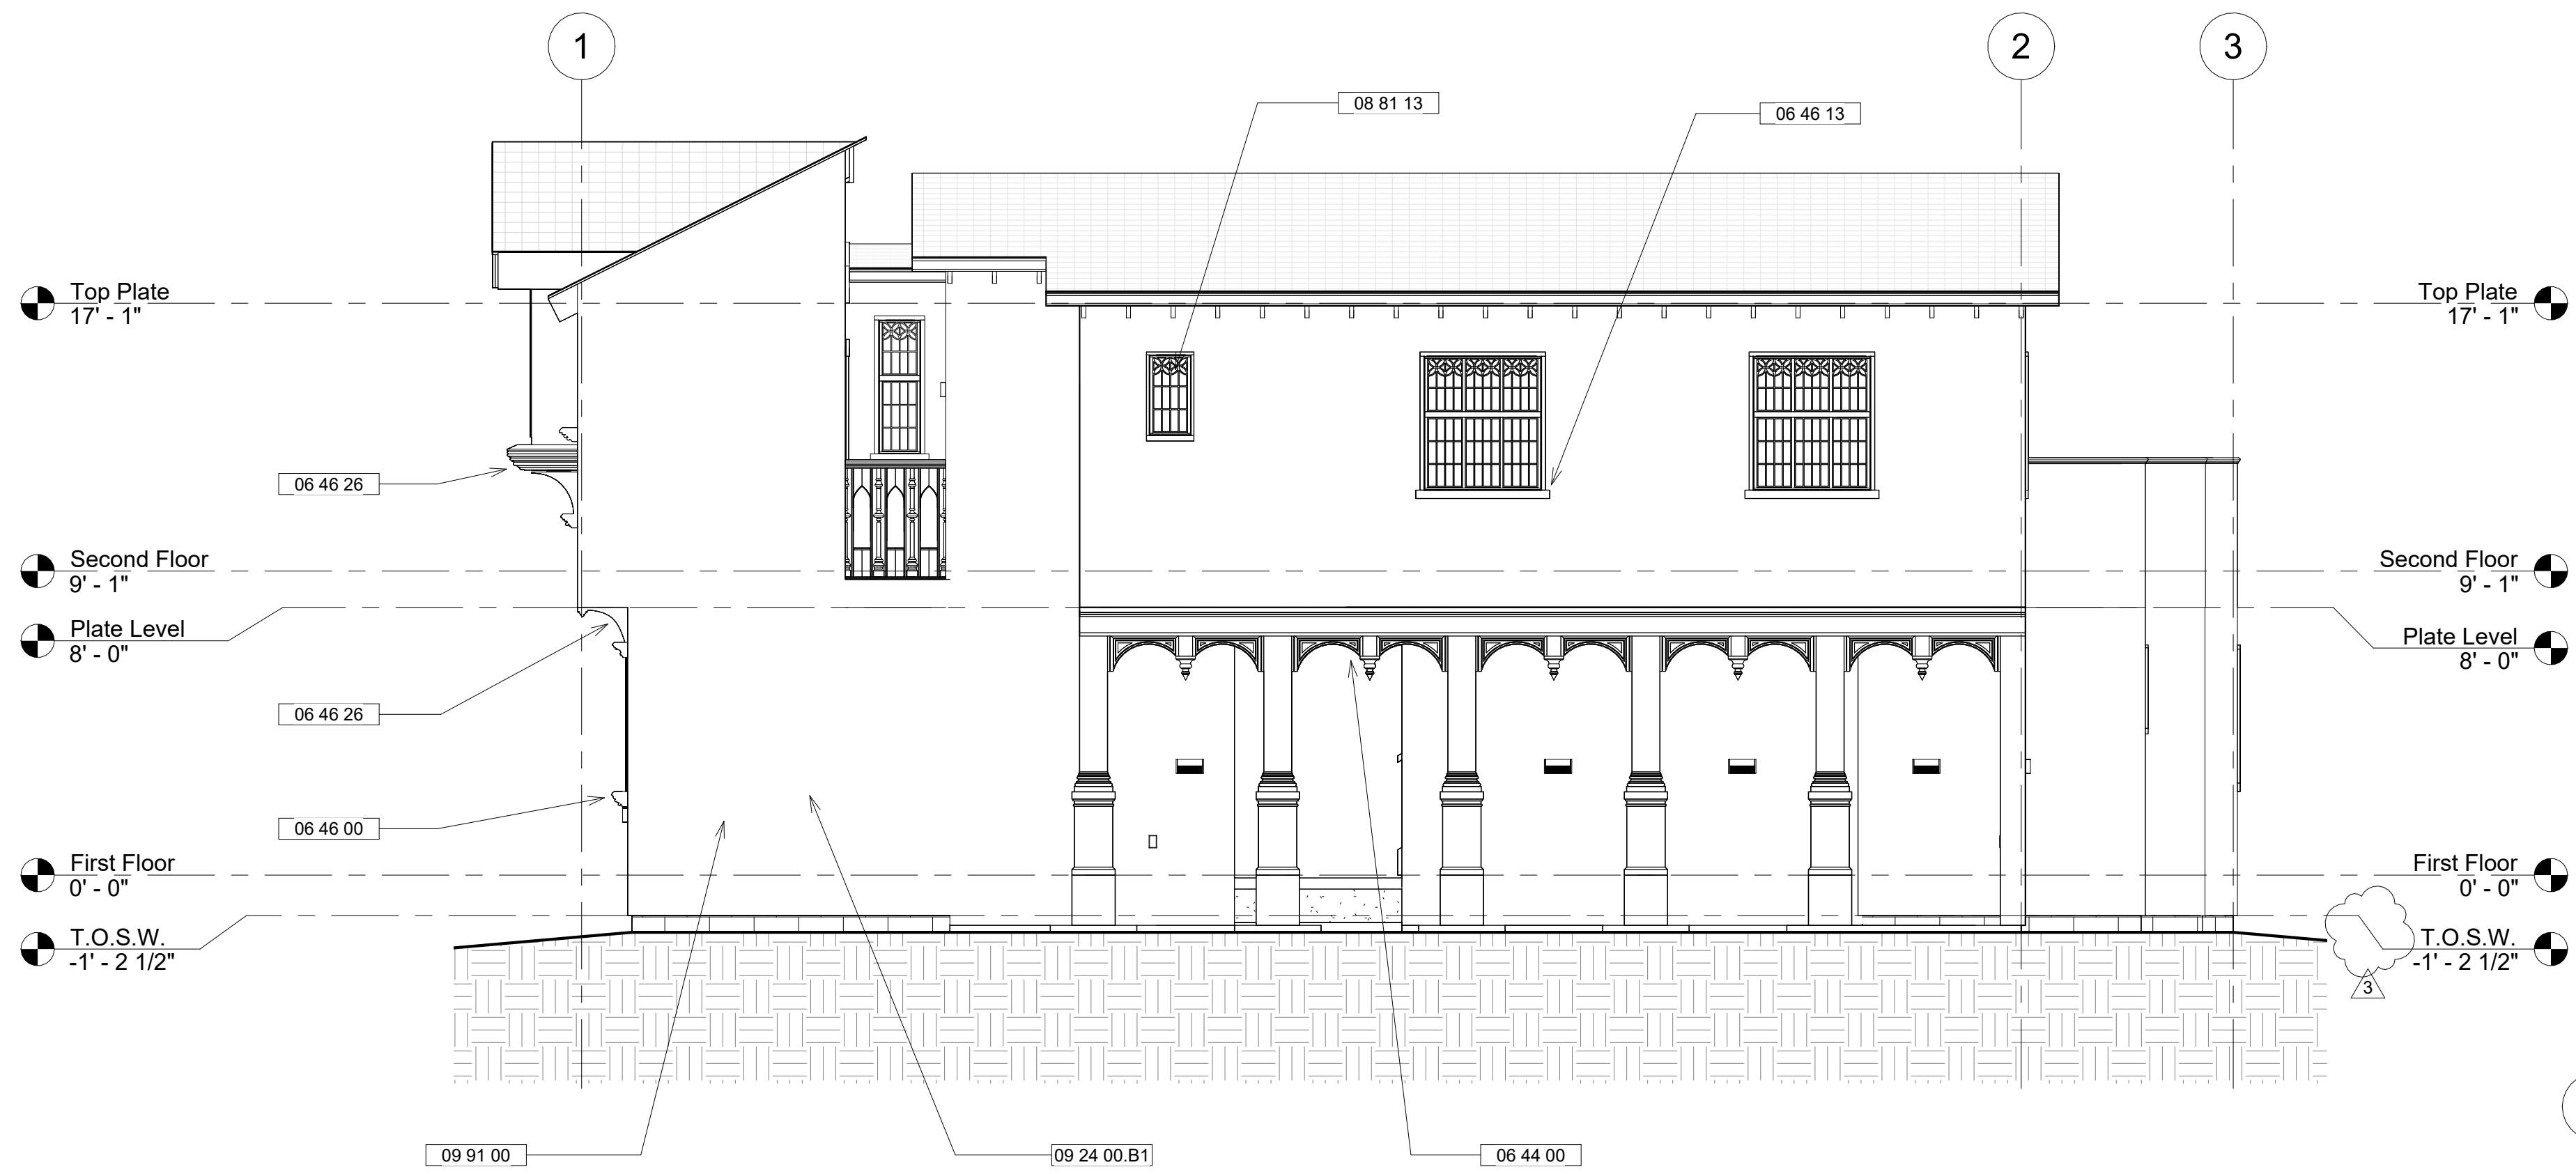 1
2
3
08 81 13
06 46 13
Top Plate
17' - 1"
Top Plate
17' - 1"
06 46 26
Second Floor
9' - 1"
Second Floor
9' - 1"
Plate Level
8' - 0"
Plate Level
8' - 0"
06 46 26
06 46 00
First Floor
0' - 0"
First Floor
0' - 0"
T.O.S.W.
-1' - 2 1/2"
T.O.S.W.
-1' - 2 1/2"
3
09 91 00
09 24 00.B1
06 44 00